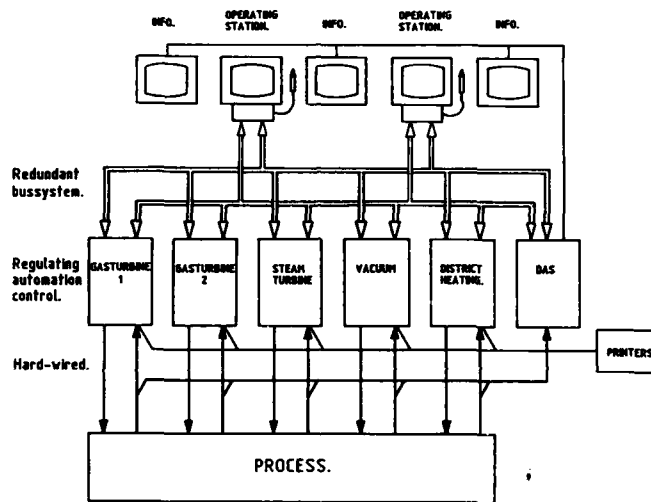 INFO.
OPERATING
STATION.
INFO.
OPERATING
STATION.
INFO.
Redundant
bussystem.
Regulating
automation
control.
GASTURBINE
1
GASTURBINE
2
STEAM
TURBINE
VACUUM
DISTRICT
HEATING.
DAS
Hard-wired.
PRINTERS
PROCESS.